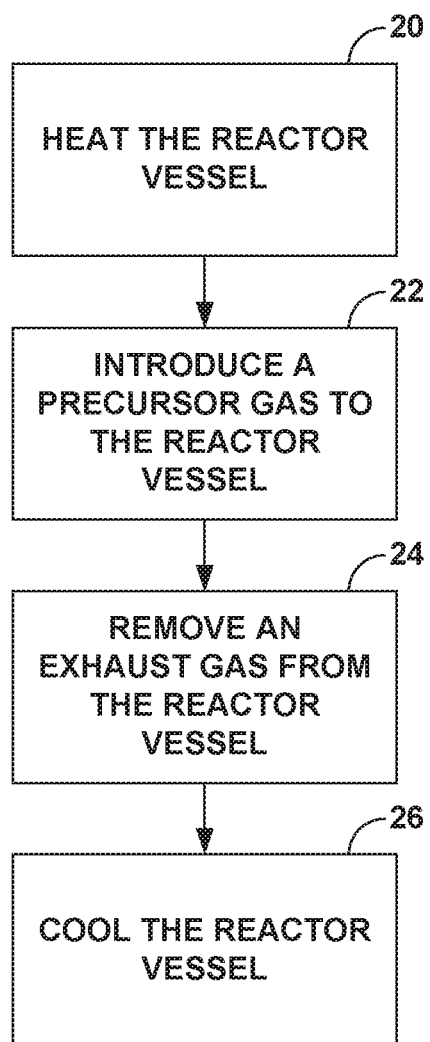 20
HEAT THE REACTOR
VESSEL
22
INTRODUCE A
PRECURSOR GAS TO
THE REACTOR
VESSEL
24
REMOVE AN
EXHAUST GAS FROM
THE REACTOR
VESSEL
26
COOL THE REACTOR
VESSEL